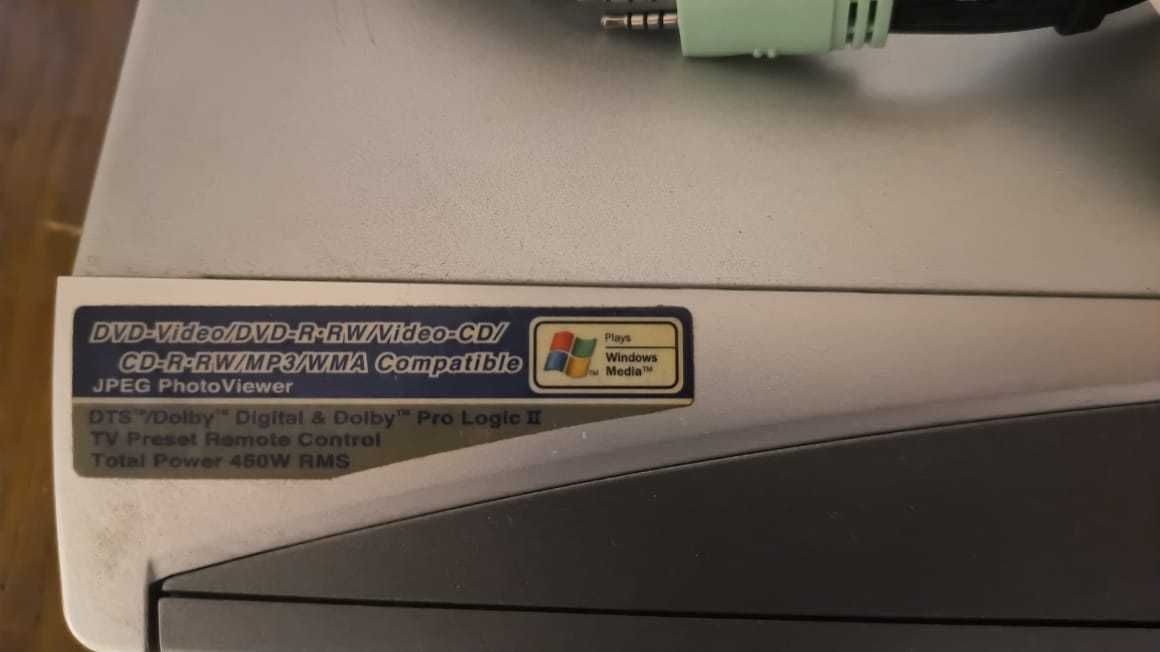 DVD-Video/DVD-R•RW/Video-CD/
CD-R•RW/MP3/WMA Compatible
JPEG PhotoViewer
Plays
Windows
Media™
™
DTS™/Dolby™ Digital & Dolby™ Pro Logic II
TV Preset Remote Control
Total Power 450W RMS